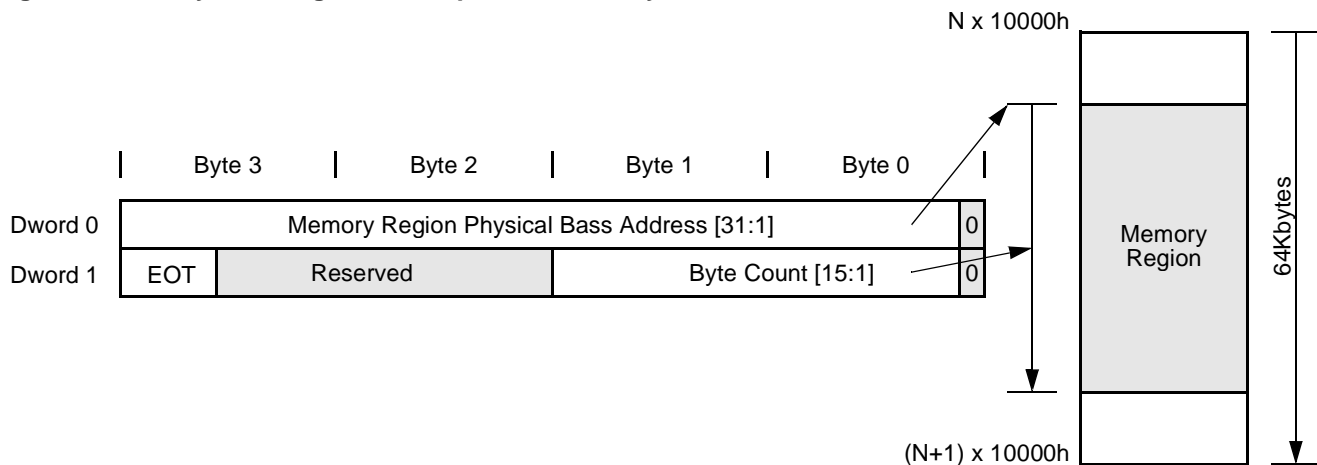 N x 10000h
Byte 3 Byte 2 Byte 1 Byte 0
Dword 0 Memory Region Physical Bass Address [31:1] 0
Dword 1 EOT Reserved Byte Count [15:1] 0
Memory
Region
64Kbytes
(N+1) x 10000h